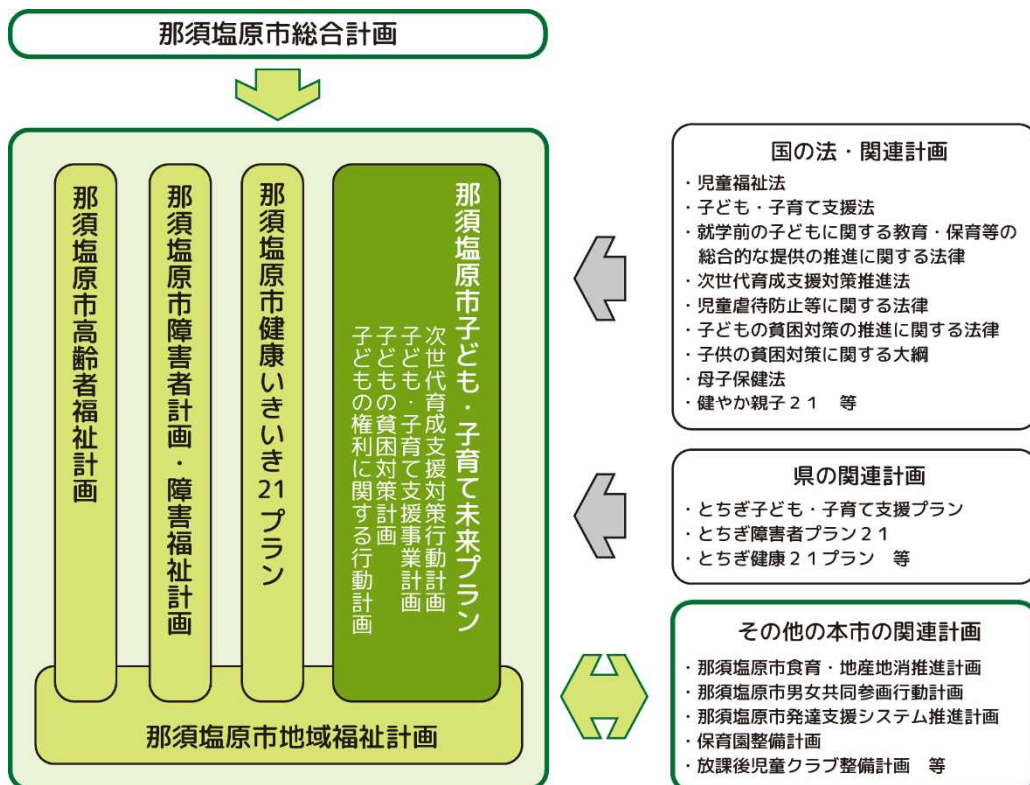 那須塩原市総合計画
那須塩原市高齢者福祉計画
那須塩原市障害者計画・障害福祉計画
那須塩原市健康いきいき21プラン
那須塩原市子ども・子育て未来プラン
次世代育成支援対策行動計画
子ども・子育て支援事業計画
子どもの貧困対策計画
子どもの権利に関する行動計画
那須塩原市地域福祉計画
国の法・関連計画
・児童福祉法
・子ども・子育て支援法
・就学前の子どもに関する教育・保育等の
総合的な提供の推進に関する法律
・次世代育成支援対策推進法
・児童虐待防止等に関する法律
・子どもの貧困対策の推進に関する法律
・子供の貧困対策に関する大綱
・母子保健法
・健やか親子２１　等
県の関連計画
・とちぎ子ども・子育て支援プラン
・とちぎ障害者プラン２１
・とちぎ健康２１プラン　等
その他の本市の関連計画
・那須塩原市食育・地産地消推進計画
・那須塩原市男女共同参画行動計画
・那須塩原市発達支援システム推進計画
・保育園整備計画
・放課後児童クラブ整備計画　等